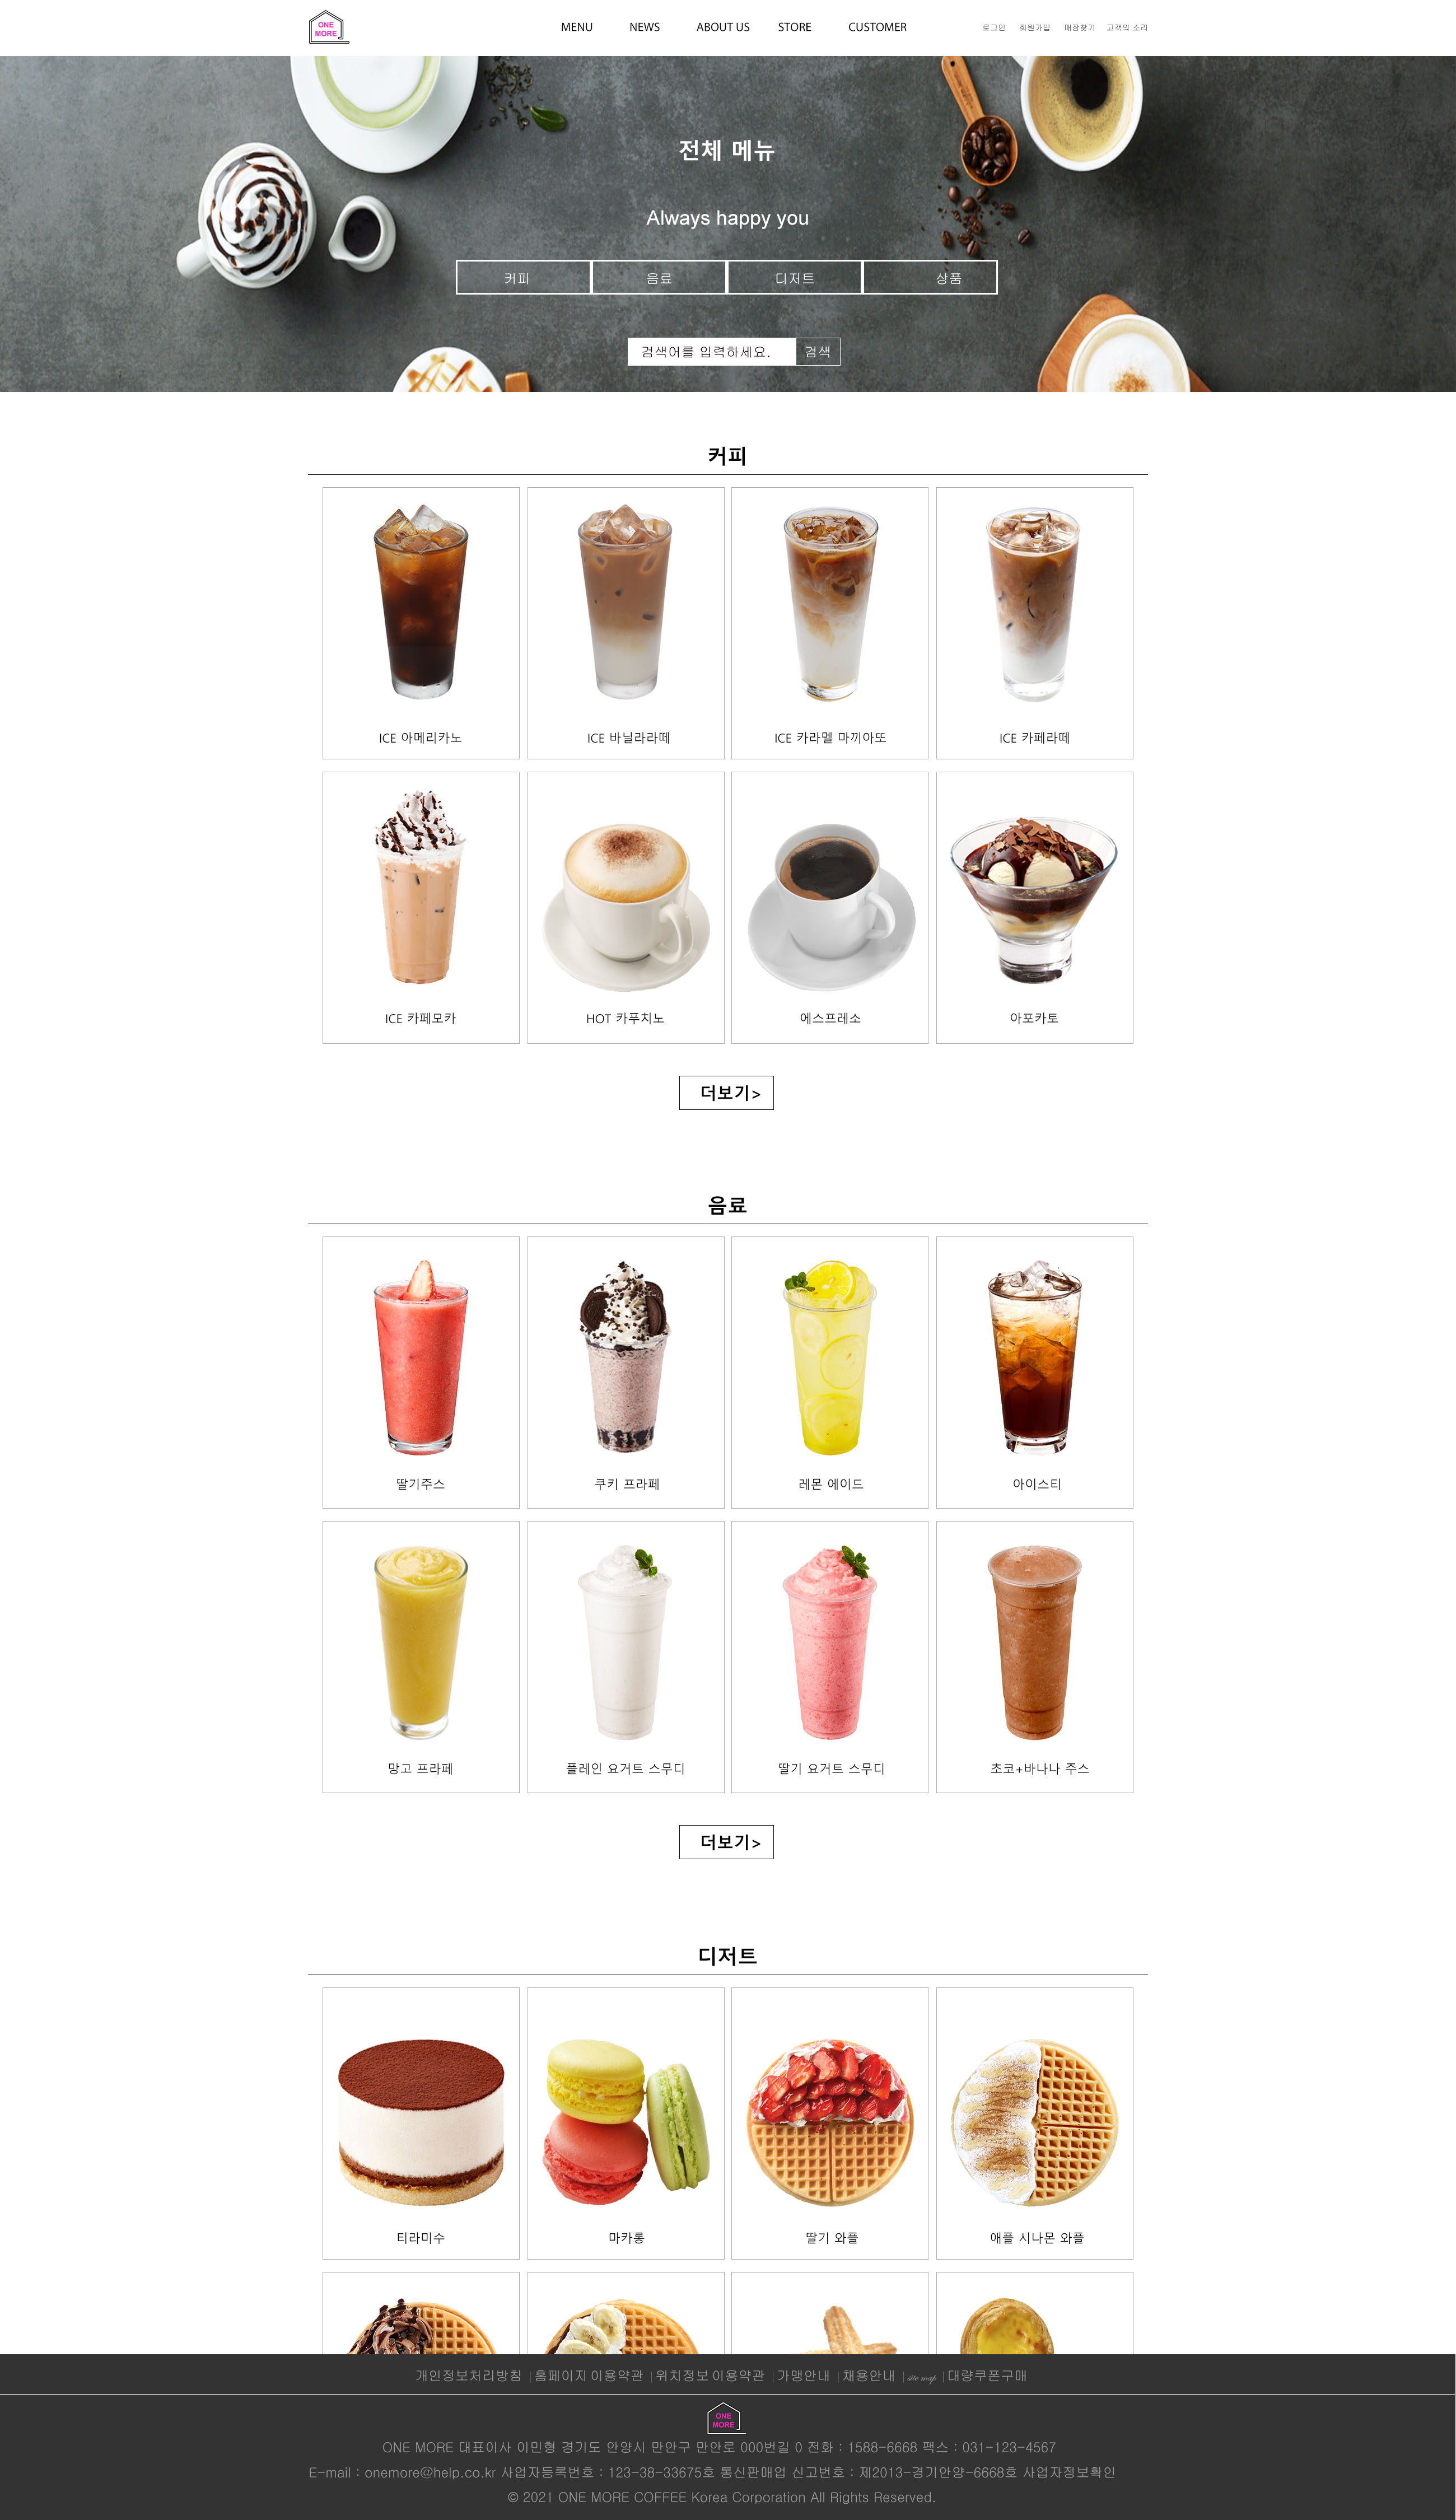 ONE
MORE
MENU NEWS ABOUT US STORE CUSTOMER
로그인 회원가입 매장찾기 고객의 소리
전체 메뉴
Always happy you
커피 음료 디저트 상품
검색어를 입력하세요. 검색
커피
ICE 아메리카노 ICE 바닐라라떼 ICE 카라멜 마끼아또 ICE 카페라떼
ICE 카페모카 HOT 카푸치노 에스프레소 아포카토
더보기>
음료
딸기주스 쿠키 프라페 레몬 에이드 아이스티
망고 프라페 플레인 요거트 스무디 딸기 요거트 스무디 초코+바나나 주스
더보기>
디저트
티라미수 마카롱 딸기 와플 애플 시나몬 와플
개인정보처리방침 | 홈페이지 이용약관 | 위치정보 이용약관 | 가맹안내 | 채용안내 | site map | 대량쿠폰구매
ONE
MORE
ONE MORE 대표이사 이민형 경기도 안양시 만안구 만안로 000번길 0 전화 : 1588-6668 팩스 : 031-123-4567
E-mail : onemore@help.co.kr 사업자등록번호 : 123-38-33675호 통신판매업 신고번호 : 제2013-경기안양-6668호 사업자정보확인
© 2021 ONE MORE COFFEE Korea Corporation All Rights Reserved.